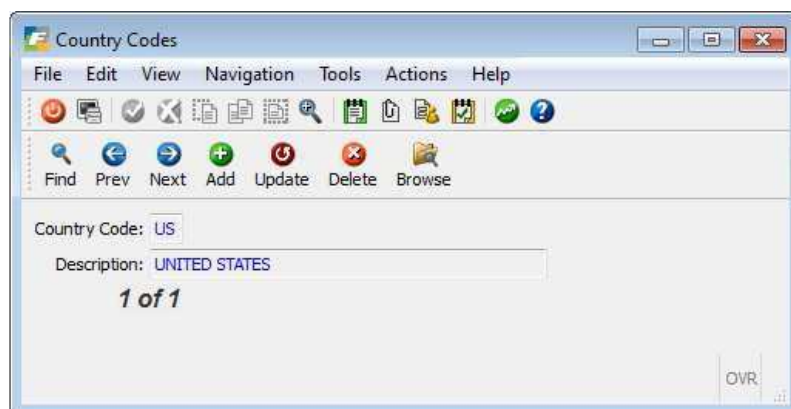 Country Codes
File Edit View Navigation Tools Actions Help
Find Prev Next Add Update Delete Browse
Country Code: US
Description: UNITED STATES
1 of 1
OVR